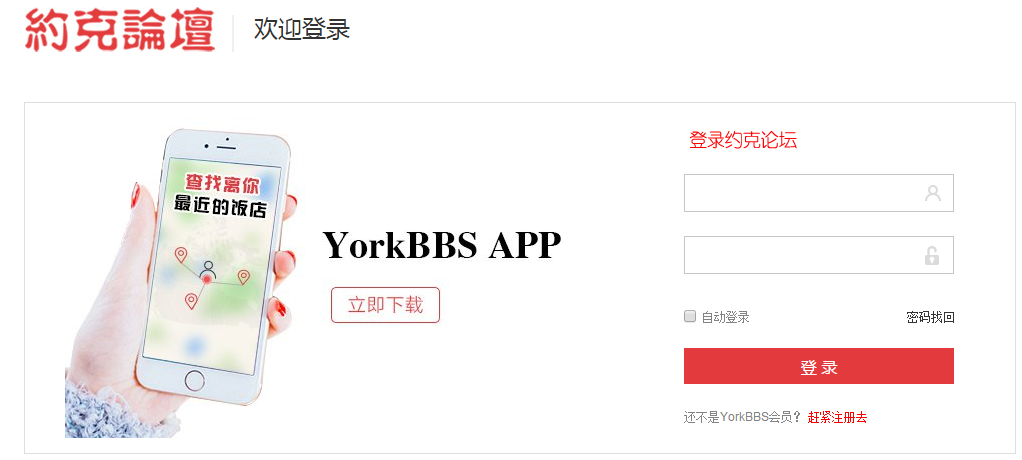 約克論壇
欢迎登录
查找离你
最近的饭店
YorkBBS APP
立即下载
登录约克论坛
自动登录
密码找回
登 录
还不是YorkBBS会员？ 赶紧注册去